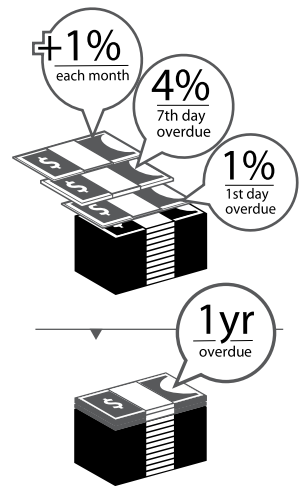 +1%
each month
4%
7th day
overdue
1%
1st day
overdue
1yr
overdue
$
$
$
$